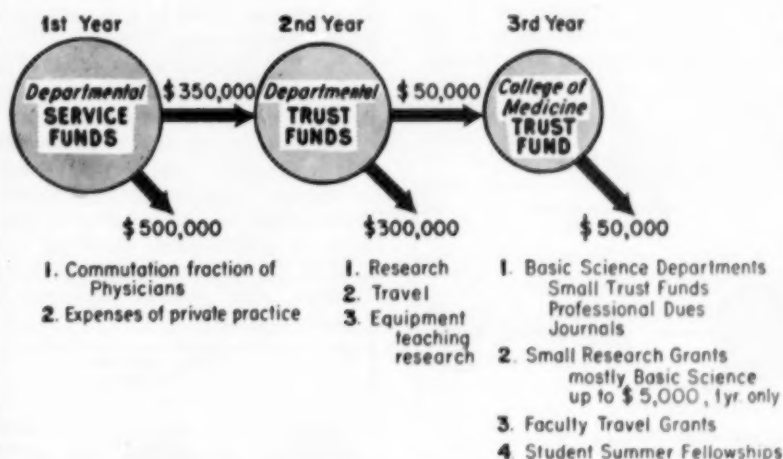 1st Year
2nd Year
3rd Year
Departmental
SERVICE
FUNDS
$350,000
Departmental
TRUST
FUNDS
$50,000
College of
Medicine
TRUST
FUND
$500,000
$300,000
$50,000
1. Commutation fraction of
Physicians
2. Expenses of private practice
1. Research
2. Travel
3. Equipment
teaching
research
1. Basic Science Departments
Small Trust Funds
Professional Dues
Journals
2. Small Research Grants
mostly Basic Science
up to $5,000, 1yr. only
3. Faculty Travel Grants
4. Student Summer Fellowships